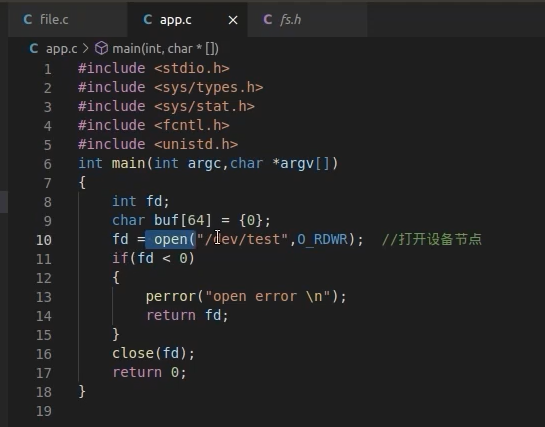 file.c app.c fs.h
app.c > main(int, char * [])
1 #include <stdio.h>
2 #include <sys/types.h>
3 #include <sys/stat.h>
4 #include <fcntl.h>
5 #include <unistd.h>
6 int main(int argc,char *argv[])
7 {
8 int fd;
9 char buf[64] = {0};
10 fd = open("/dev/test",O_RDWR); //打开设备节点
11 if(fd < 0)
12 {
13 perror("open error \n");
14 return fd;
15 }
16 close(fd);
17 return 0;
18 }
19